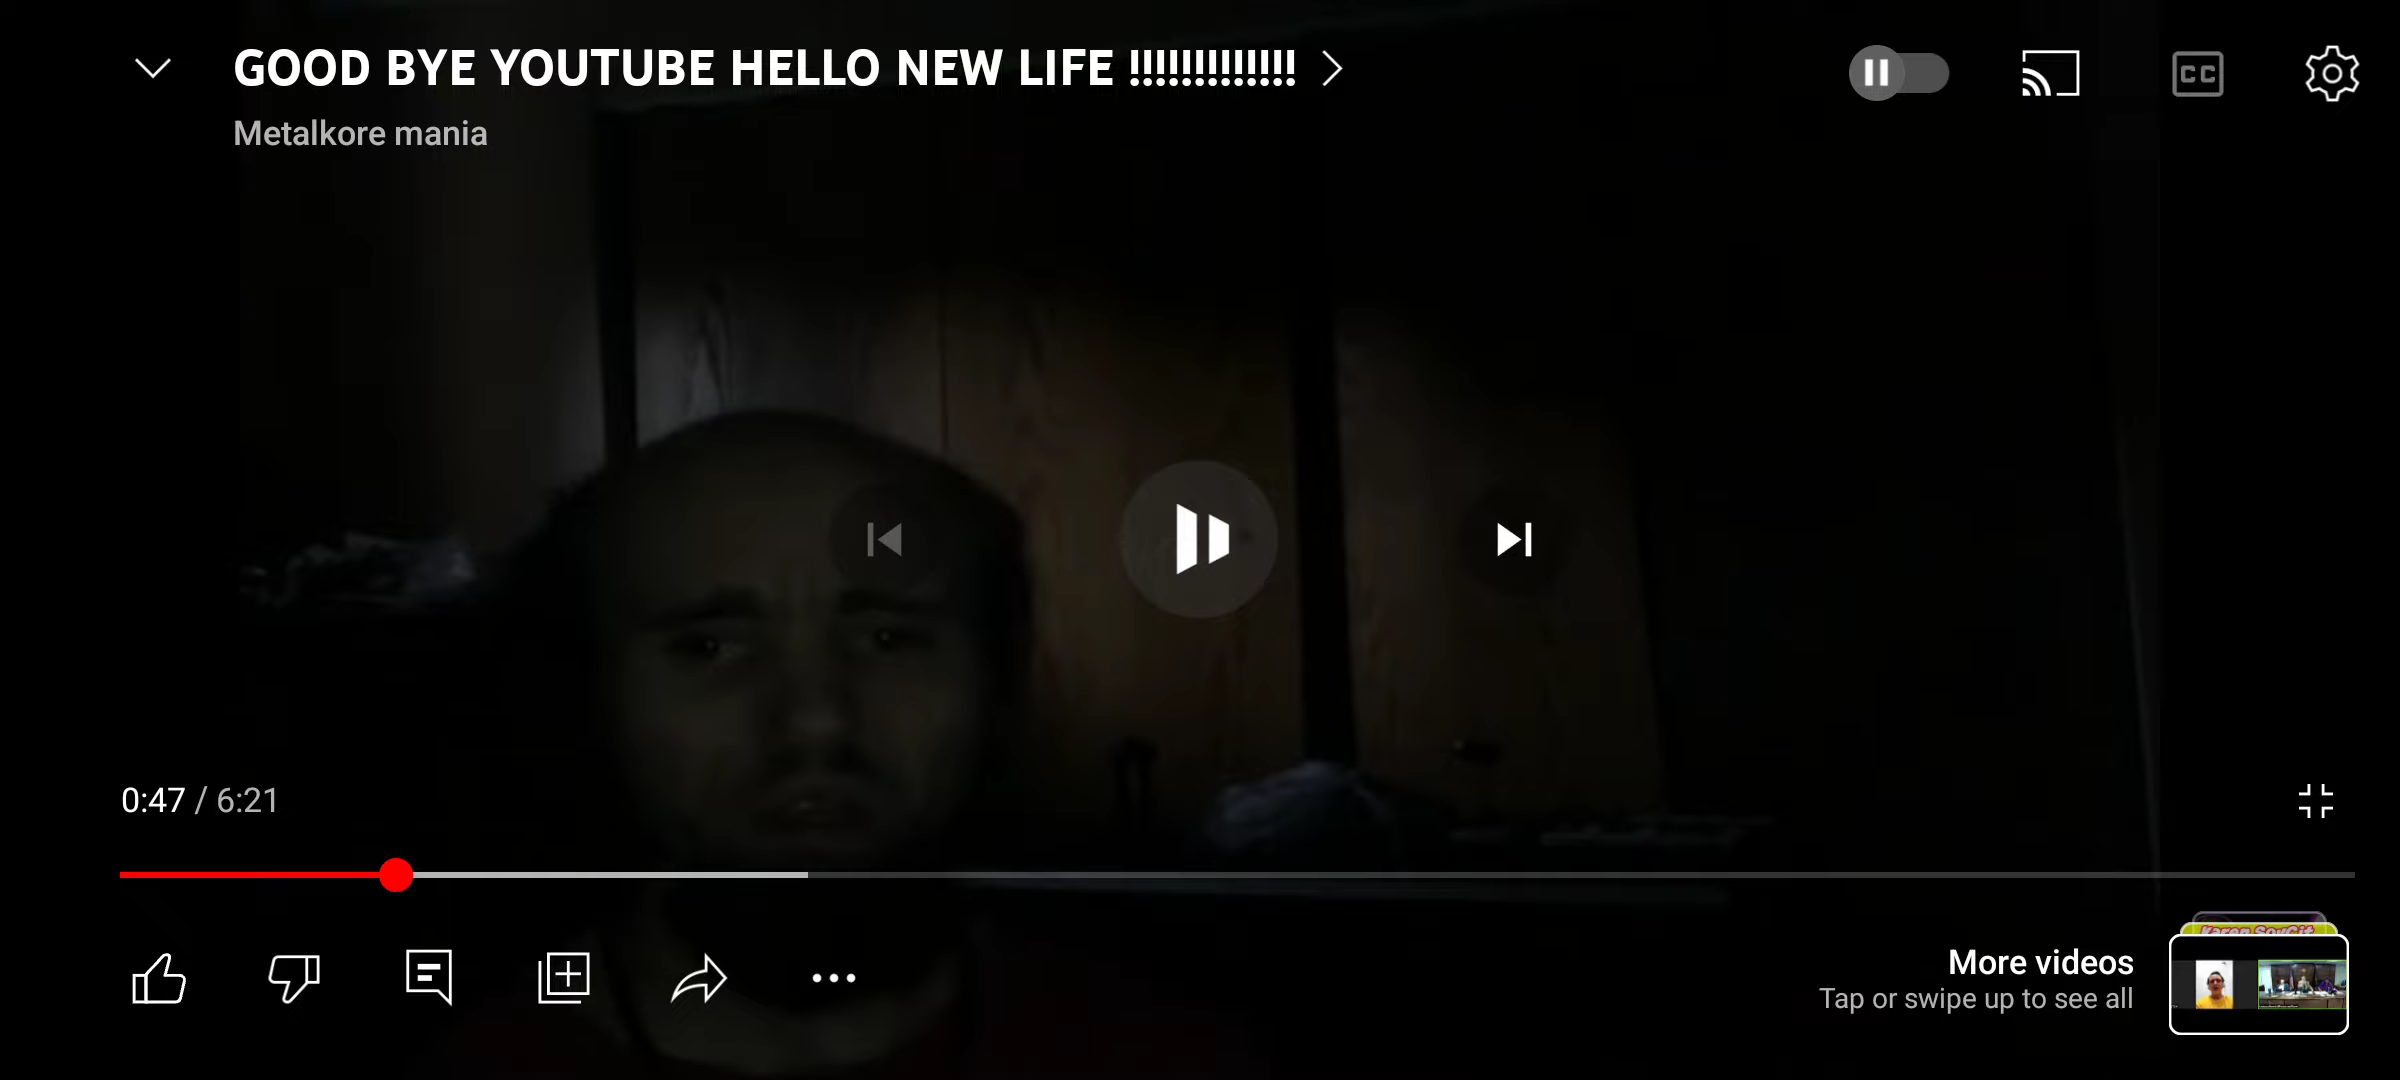 GOOD BYE YOUTUBE HELLO NEW LIFE !!!!!!!!!!!!!
Metalkore mania
CC
0:47 / 6:21
More videos
Tap or swipe up to see all